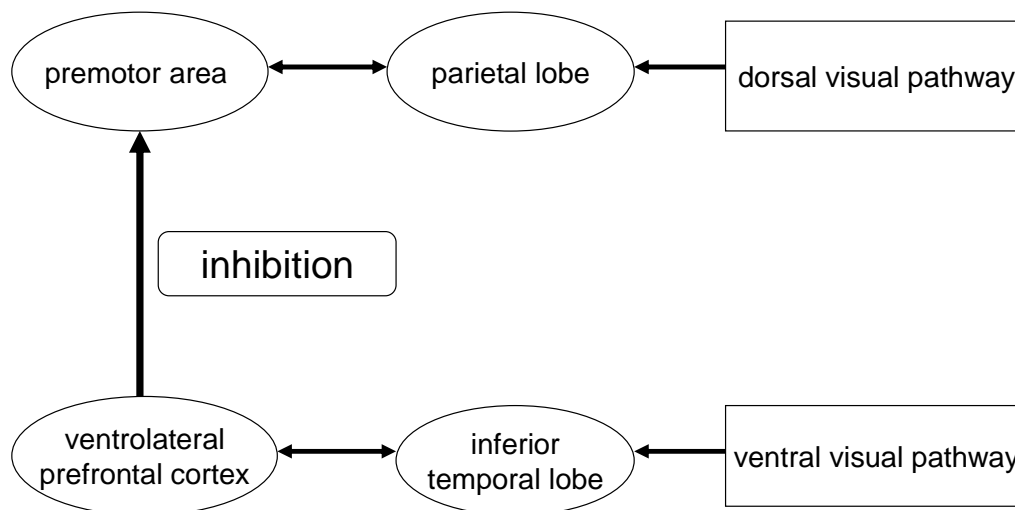 premotor area
parietal lobe
dorsal visual pathway
inhibition
ventrolateral
prefrontal cortex
inferior
temporal lobe
ventral visual pathway